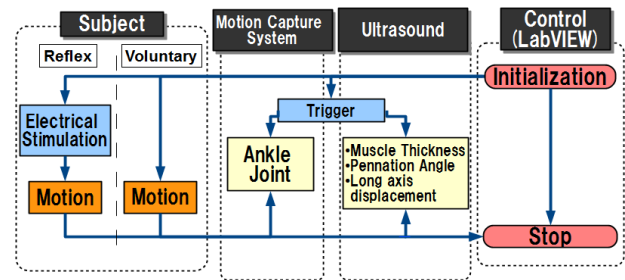 Subject
Motion Capture
System
Ultrasound
Control
(LabVIEW)
Reflex
Voluntary
Initialization
Trigger
Electrical
Stimulation
Ankle
Joint
•Muscle Thickness
•Pennation Angle
•Long axis
displacement
Motion
Motion
Stop